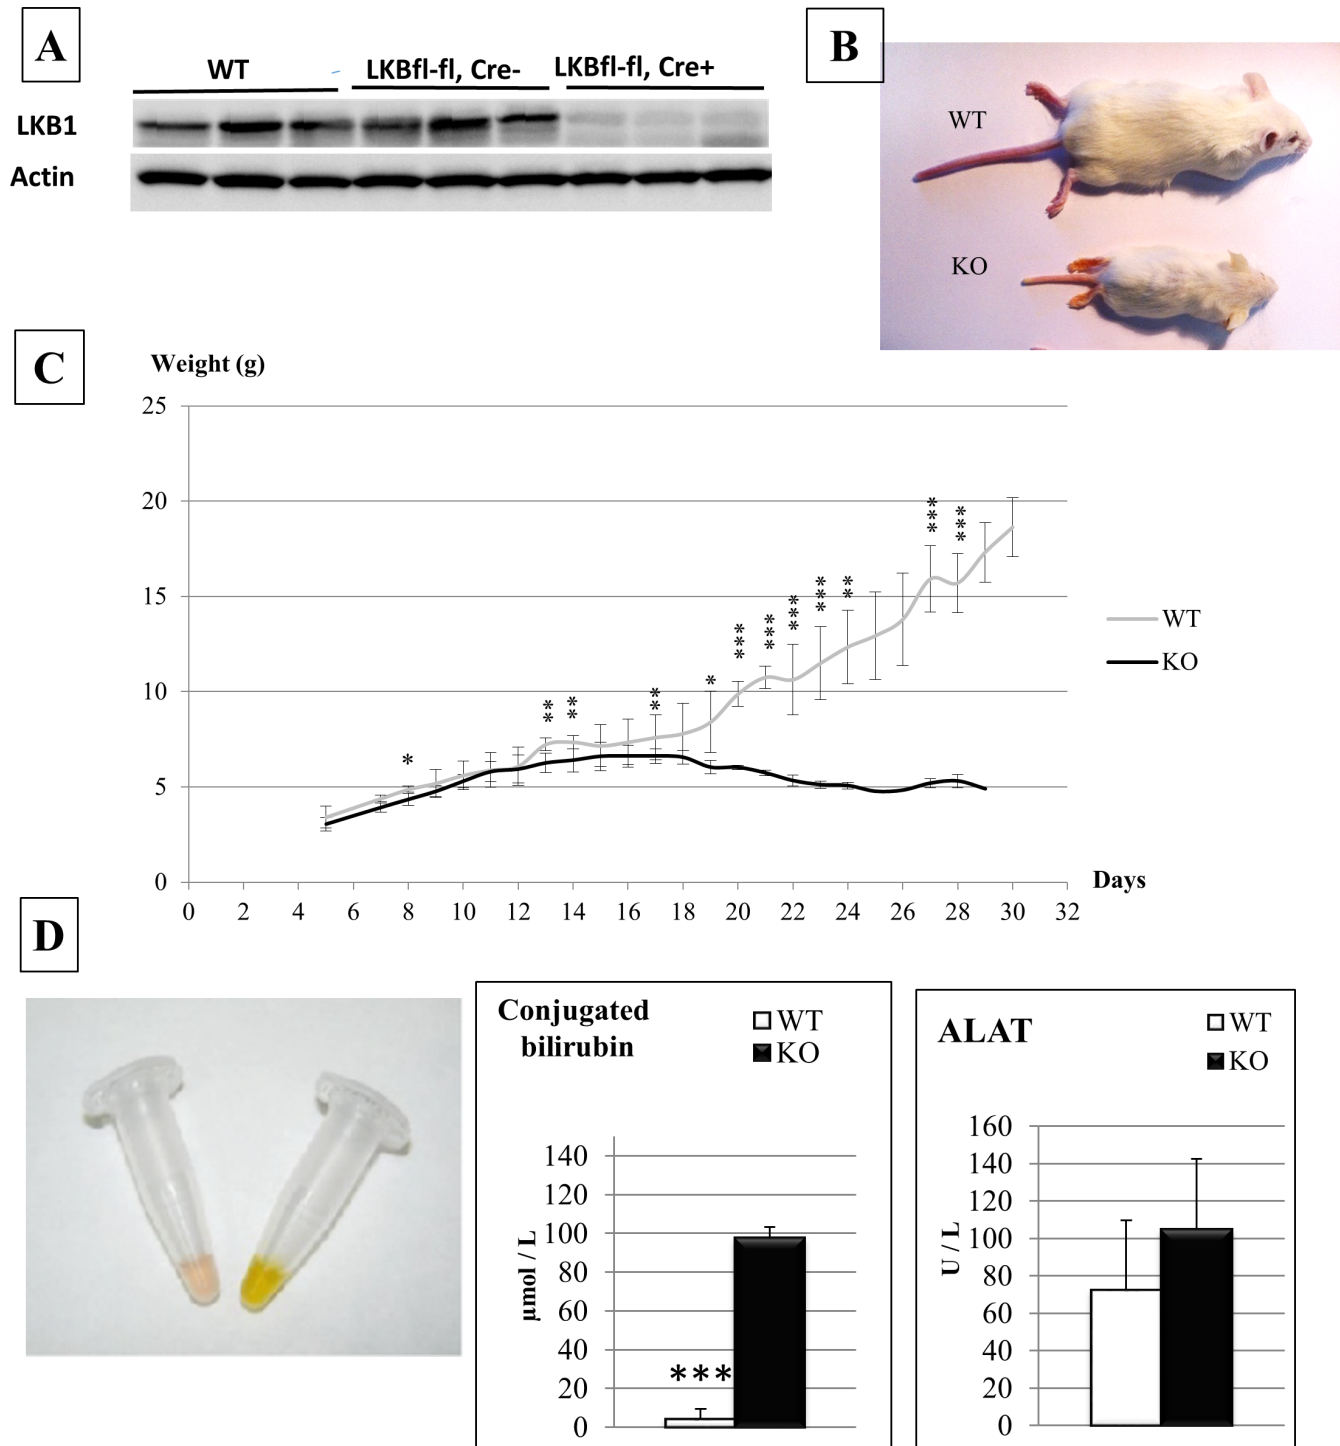 A
WT
LKBfl-fl, Cre-
LKBfl-fl, Cre+
LKB1
Actin
B
WT
KO
C
Weight (g)
25
20
15
10
5
0
*
**
**
**
*
***
***
***
***
**
***
***
WT
KO
0 2 4 6 8 10 12 14 16 18 20 22 24 26 28 30 32
Days
D
Conjugated
bilirubin
WT
KO
µmol / L
140
120
100
80
60
40
20
0
***
ALAT
WT
KO
U / L
160
140
120
100
80
60
40
20
0